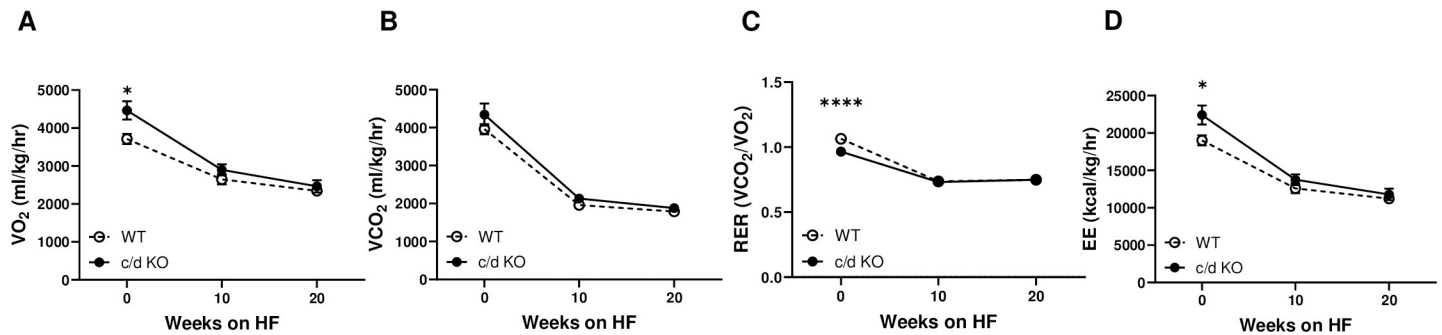 A
VO2 (ml/kg/hr)
5000
4000
3000
2000
1000
0
*
WT
c/d KO
0 10 20
Weeks on HF
B
VCO2 (ml/kg/hr)
5000
4000
3000
2000
1000
0
WT
c/d KO
0 10 20
Weeks on HF
C
RER (VCO2/VO2)
1.5
1.0
0.5
0.0
****
WT
c/d KO
0 10 20
Weeks on HF
D
EE (kcal/kg/hr)
25000
20000
15000
10000
5000
0
*
WT
c/d KO
0 10 20
Weeks on HF